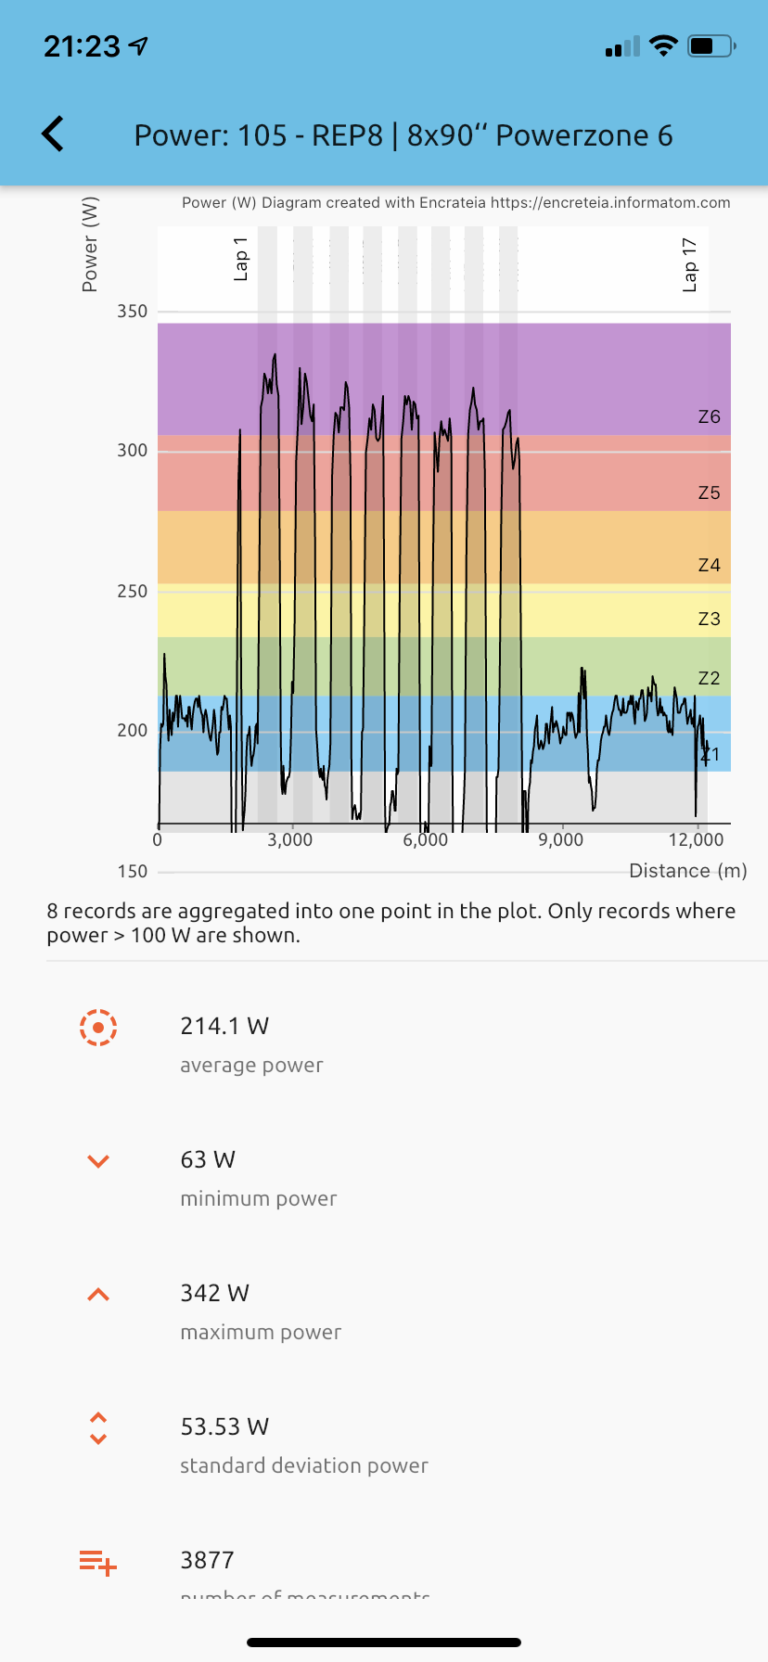 21:23
Power: 105 - REP8 | 8x90‘‘ Powerzone 6
Power (W) Diagram created with Encrateia https://encreteia.informatom.com
Power (W)
Lap 1
Lap 17
350
Z6
300
Z5
Z4
250
Z3
Z2
200
Z1
0
3,000
6,000
9,000
12,000
150
Distance (m)
8 records are aggregated into one point in the plot. Only records where
power > 100 W are shown.
214.1 W
average power
63 W
minimum power
342 W
maximum power
53.53 W
standard deviation power
3877
number of measurements